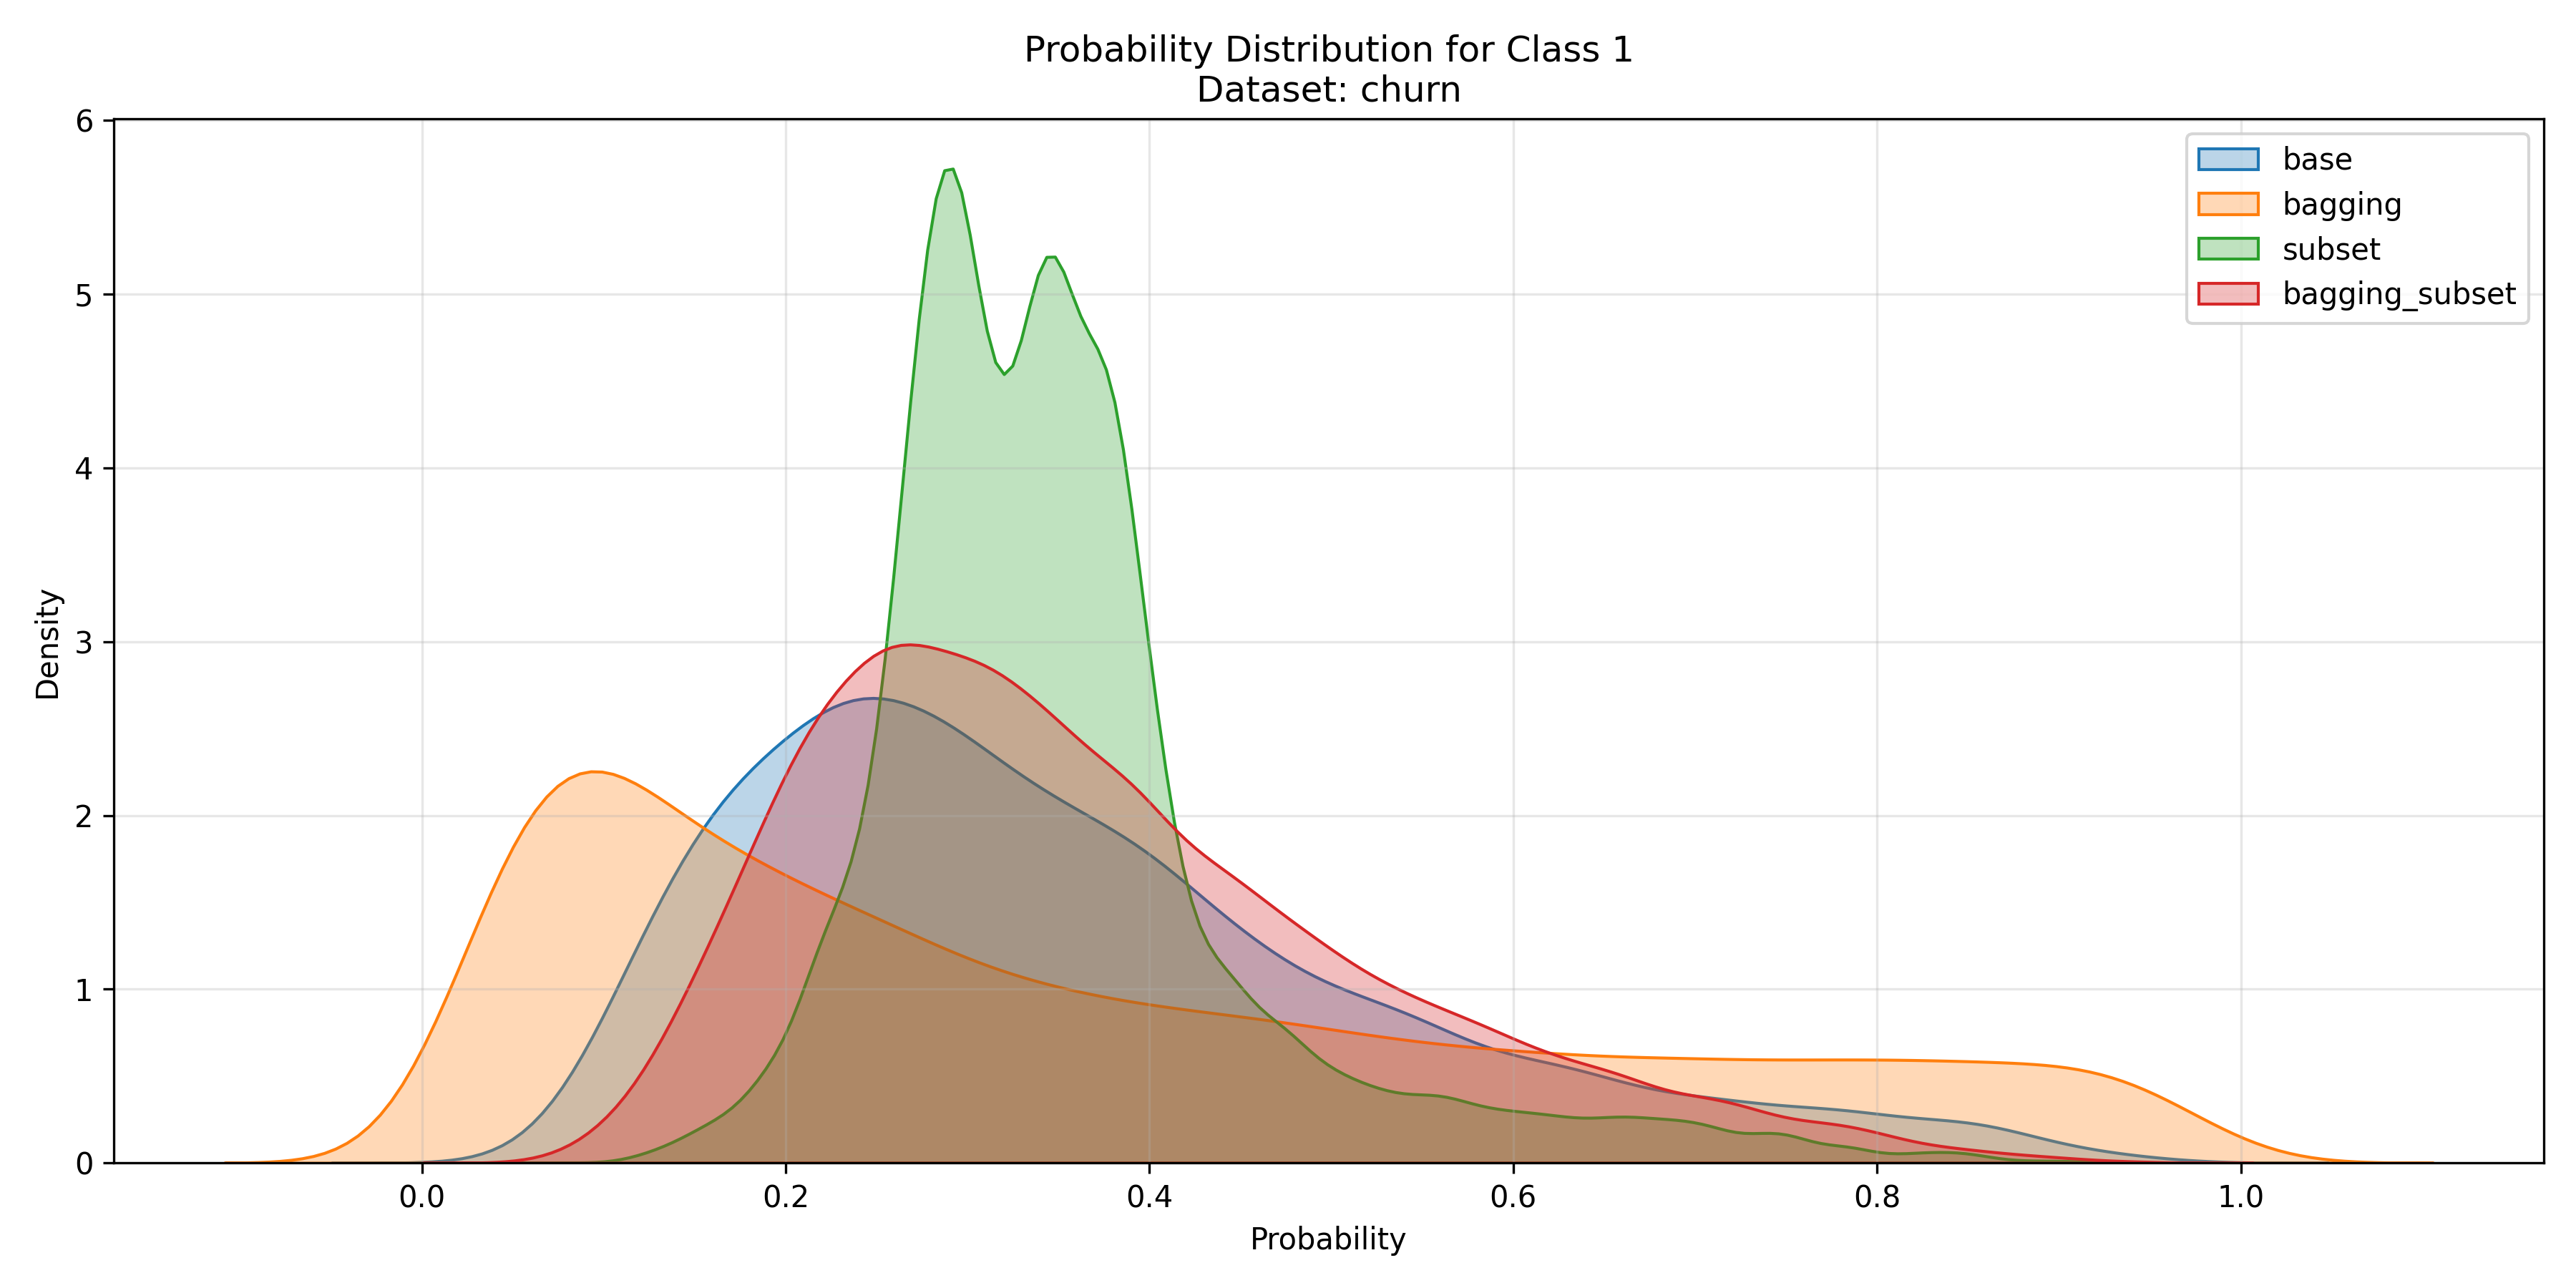 Probability Distribution for Class 1
Dataset: churn
6
5
4
3
2
1
0
Density
0.0 0.2 0.4 0.6 0.8 1.0
Probability
base
bagging
subset
bagging_subset